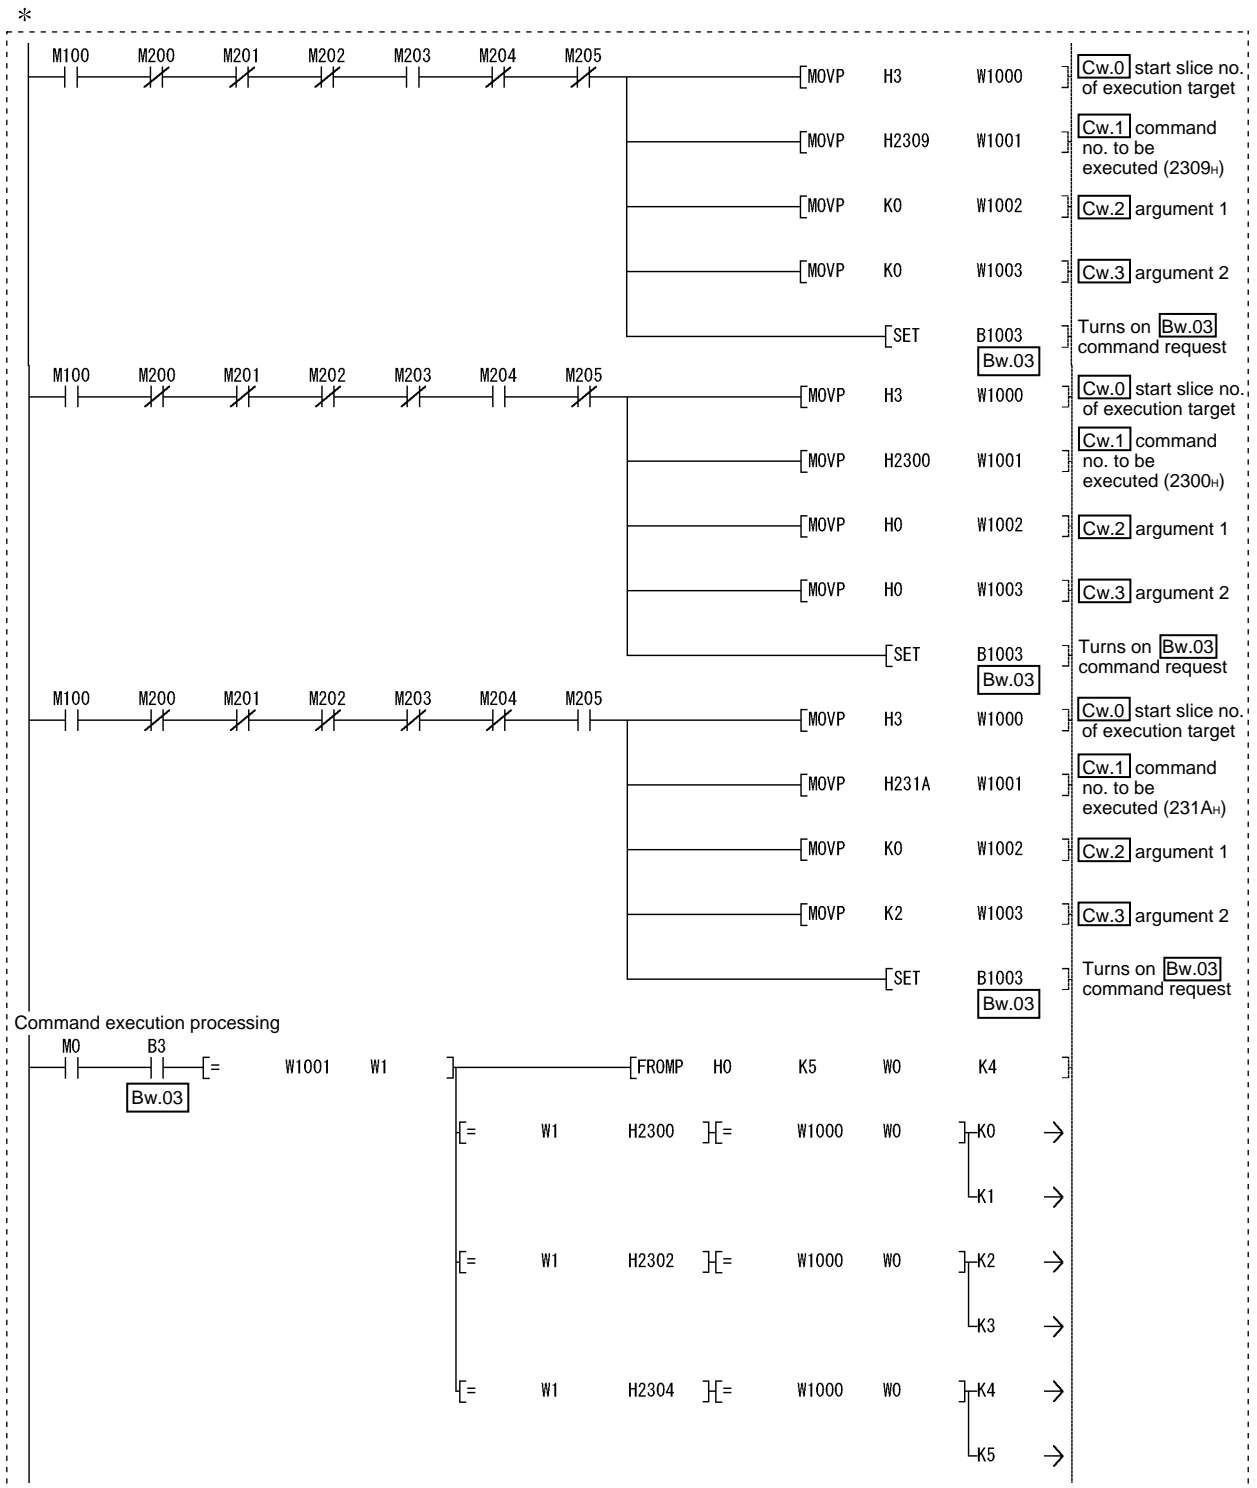 *
M100 M200 M201 M202 M203 M204 M205
[MOVP H3 W1000 ] Cw.0 start slice no.
of execution target
[MOVP H2309 W1001 ] Cw.1 command
no. to be
executed (2309H)
[MOVP K0 W1002 ] Cw.2 argument 1
[MOVP K0 W1003 ] Cw.3 argument 2
[SET B1003 ] Turns on Bw.03
command request
Bw.03
M100 M200 M201 M202 M203 M204 M205
[MOVP H3 W1000 ] Cw.0 start slice no.
of execution target
[MOVP H2300 W1001 ] Cw.1 command
no. to be
executed (2300H)
[MOVP H0 W1002 ] Cw.2 argument 1
[MOVP H0 W1003 ] Cw.3 argument 2
[SET B1003 ] Turns on Bw.03
command request
Bw.03
M100 M200 M201 M202 M203 M204 M205
[MOVP H3 W1000 ] Cw.0 start slice no.
of execution target
[MOVP H231A W1001 ] Cw.1 command
no. to be
executed (231AH)
[MOVP K0 W1002 ] Cw.2 argument 1
[MOVP K2 W1003 ] Cw.3 argument 2
[SET B1003 ] Turns on Bw.03
command request
Bw.03
Command execution processing
M0 B3
[= W1001 W1 ] [FROMP H0 K5 W0 K4 ]
Bw.03
[= W1 H2300 ] [= W1000 W0 ] K0
K1
[= W1 H2302 ] [= W1000 W0 ] K2
K3
[= W1 H2304 ] [= W1000 W0 ] K4
K5